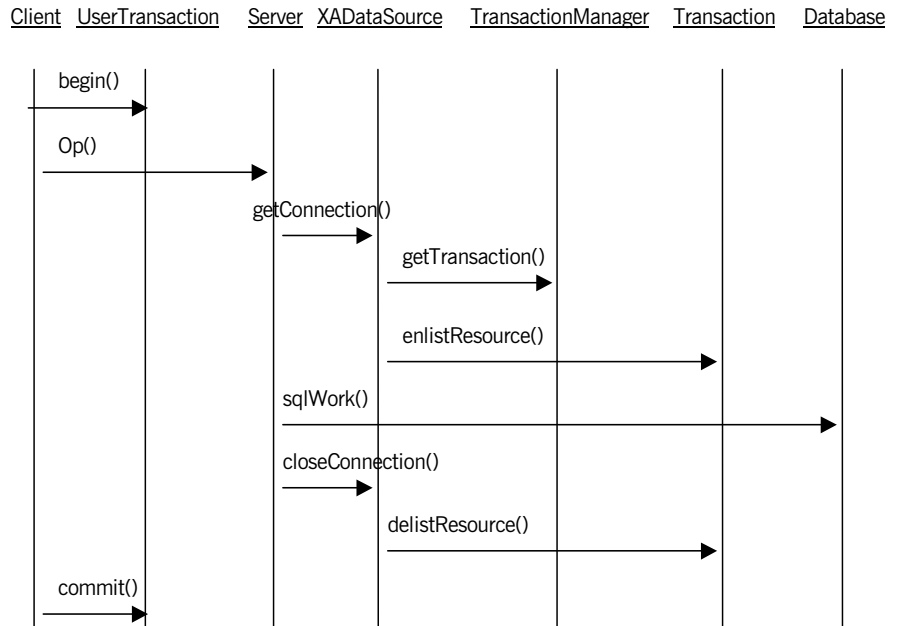 Client UserTransaction Server XADataSource TransactionManager Transaction Database
begin()
Op()
getConnection()
getTransaction()
enlistResource()
sqlWork()
closeConnection()
delistResource()
commit()